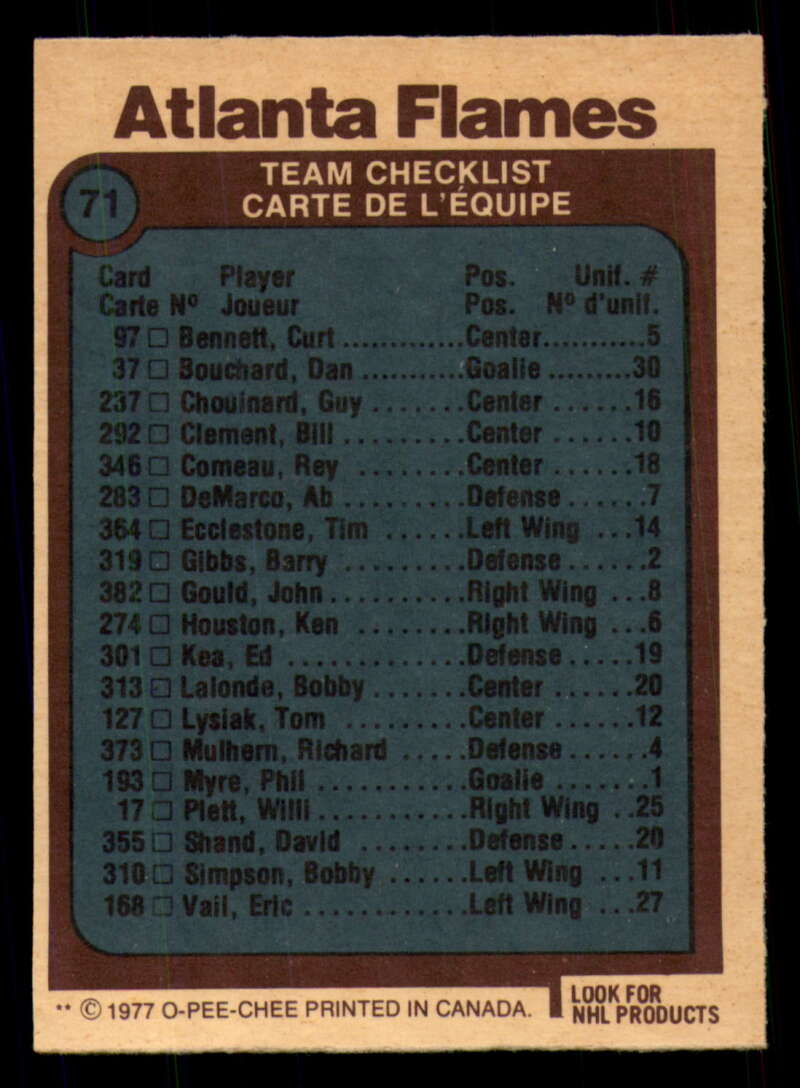 Atlanta Flames
71
TEAM CHECKLIST
CARTE DE L'ÉQUIPE
Card Player Pos. Unif. #
Carte Nº Joueur Pos. Nº d'unif.
97 □ Bennett, Curt.............Center...........5
37 □ Bouchard, Dan ...........Goalie.........30
237 □ Chouinard, Guy.......Center......16
292 □ Clement, Bill.........Center......10
346 □ Comeau, Rey ........Center......18
283 □ DeMarco, Ab.........Defense......7
364 □ Ecclestone, Tim ......Left Wing ...14
319 □ Gibbs, Barry ........Defense......2
382 □ Gould, John..........Right Wing ...8
274 □ Houston, Ken ........Right Wing ...6
301 □ Kea, Ed ............Defense.....19
313 □ Lalonde, Bobby.......Center......20
127 □ Lysiak, Tom .........Center......12
373 □ Mulhern, Richard .....Defense......4
193 □ Myre, Phil...........Goalie.......1
17 □ Plett, Willi............Right Wing ..25
355 □ Shand, David ........Defense.....20
310 □ Simpson, Bobby ......Left Wing ...11
168 □ Vail, Eric ............Left Wing ...27
** © 1977 O-PEE-CHEE PRINTED IN CANADA.
LOOK FOR
NHL PRODUCTS